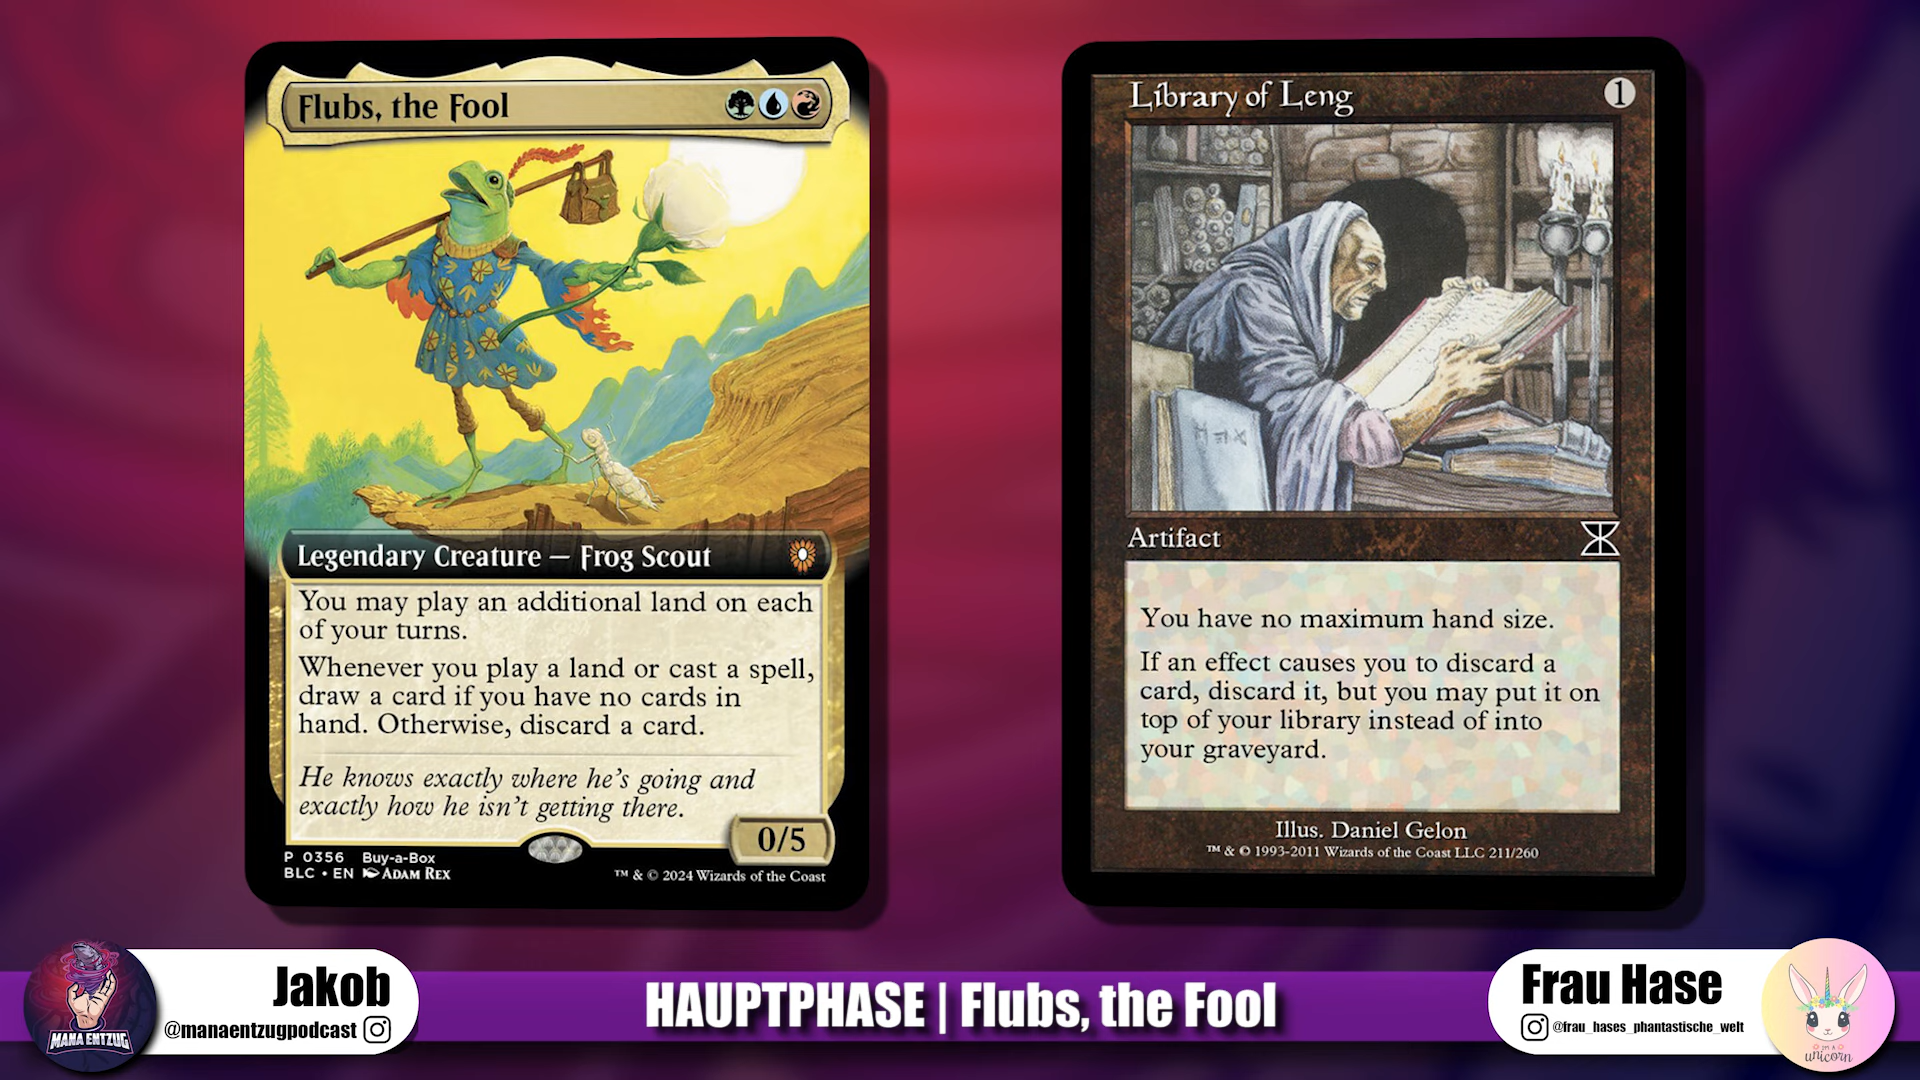 Flubs, the Fool
Legendary Creature — Frog Scout
You may play an additional land on each
of your turns.
Whenever you play a land or cast a spell,
draw a card if you have no cards in
hand. Otherwise, discard a card.
He knows exactly where he's going and
exactly how he isn't getting there.
0/5
P 0356 Buy-a-Box
BLC • EN ADAM REX
™ & © 2024 Wizards of the Coast
Library of Leng
1
Artifact
You have no maximum hand size.
If an effect causes you to discard a
card, discard it, but you may put it on
top of your library instead of into
your graveyard.
Illus. Daniel Gelon
™ & © 1993-2011 Wizards of the Coast LLC 211/260
MANA ENTZUG
Jakob
@manaentzugpodcast
HAUPTPHASE | Flubs, the Fool
Frau Hase
@frau_hases_phantastische_welt
unicorn